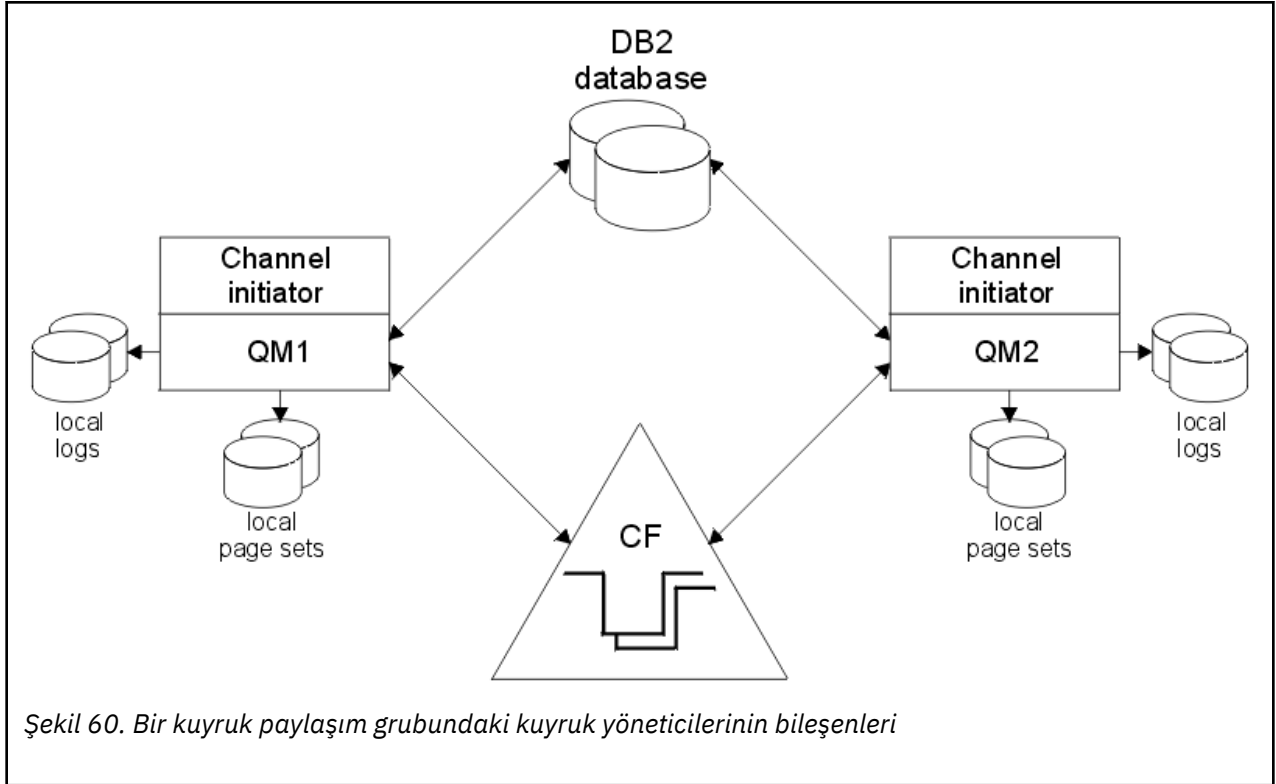 DB2
database
Channel
initiator
QM1
local
logs
local
page sets
Channel
initiator
QM2
local
logs
local
page sets
CF
Şekil 60. Bir kuyruk paylaşım grubundaki kuyruk yöneticilerinin bileşenleri